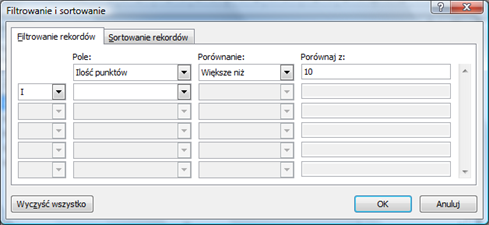 Filtrowanie i sortowanie
Filtrowanie rekordów Sortowanie rekordów
Pole: Porównanie: Porównaj z:
Ilość punktów Większe niż 10
I
Wyczyść wszystko OK Anuluj